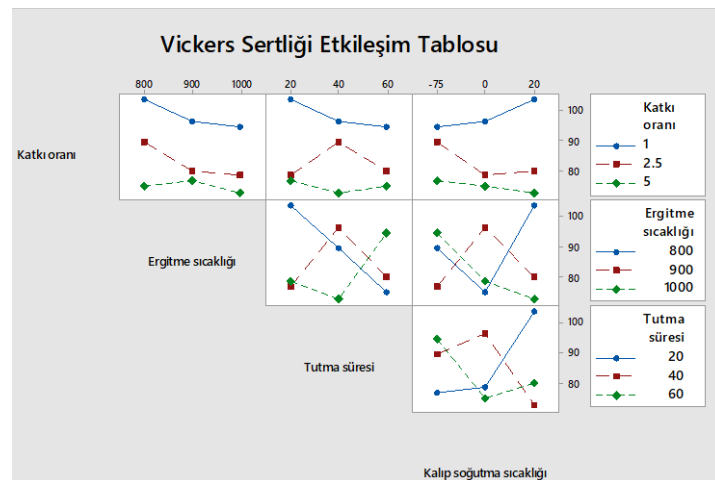 Vickers Sertliği Etkileşim Tablosu
800 900 1000 20 40 60 -75 0 20
Katkı oranı
100
90
80
Katkı
oranı
1
2.5
5
Ergitme sıcaklığı
100
90
80
Ergitme
sıcaklığı
800
900
1000
Tutma süresi
100
90
80
Tutma
süresi
20
40
60
Kalıp soğutma sıcaklığı